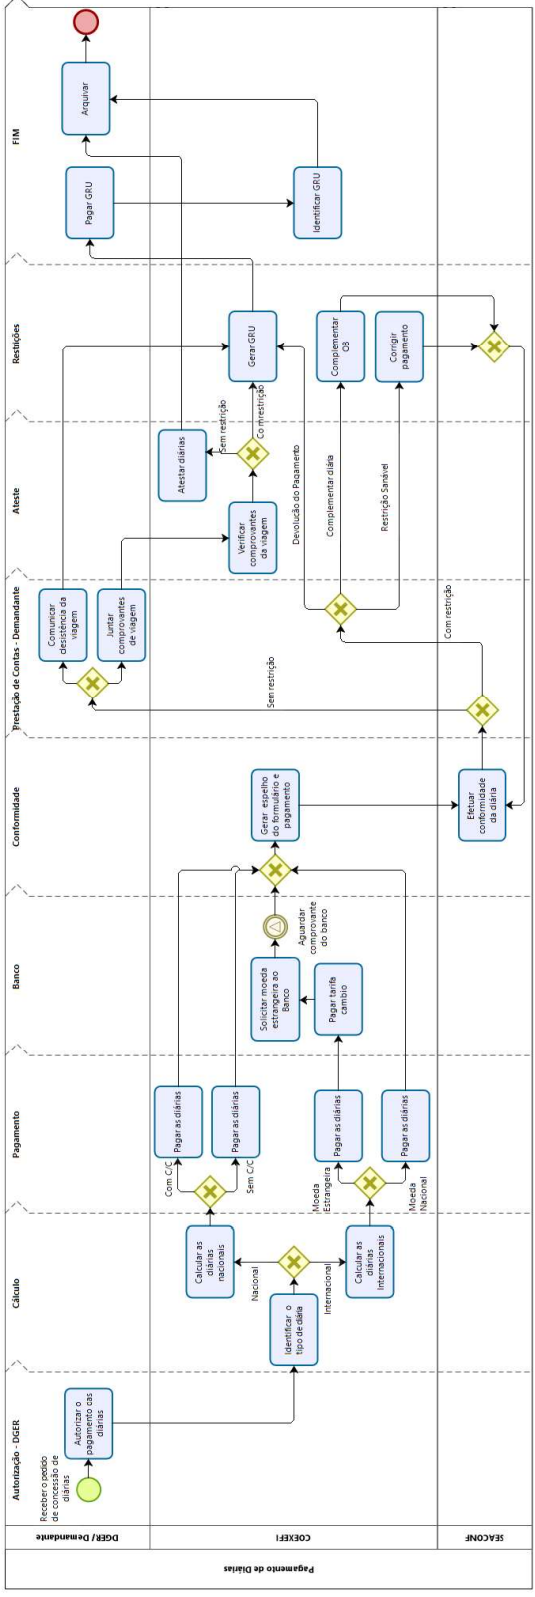 Pagamento de Diárias
DGER / Demandante
COEXEFI
SEACONF
Autorização - DGER
Cálculo
Pagamento
Banco
Conformidade
Prestação de Contas - Demandante
Ateste
Restrições
FIM
Receber o pedido
de concessão de
diárias
Autorizar o
pagamento das
diárias
Identificar o
tipo de diária
Nacional
Internacional
Calcular as
diárias
nacionais
Calcular as
diárias
Internacionais
Com C/C
Sem C/C
Moeda
Estrangeira
Moeda
Nacional
Pagar as diárias
Pagar as diárias
Pagar as diárias
Pagar as diárias
Pagar tarifa
cambio
Solicitar moeda
estrangeira ao
Banco
Aguardar
comprovante
do banco
Gerar espelho
do formulário e
pagamento
Efetuar
conformidade
da diária
Sem restrição
Com restrição
Comunicar
desistência da
viagem
Juntar
comprovantes
de viagem
Verificar
comprovantes
da viagem
Atestar diárias
Sem restrição
Co mrestrição
Devolucão do Pagamento
Complementar diária
Restrição Sanável
Gerar GRU
Complementar
OB
Corrigir
pagamento
Pagar GRU
Identificar GRU
Arquivar